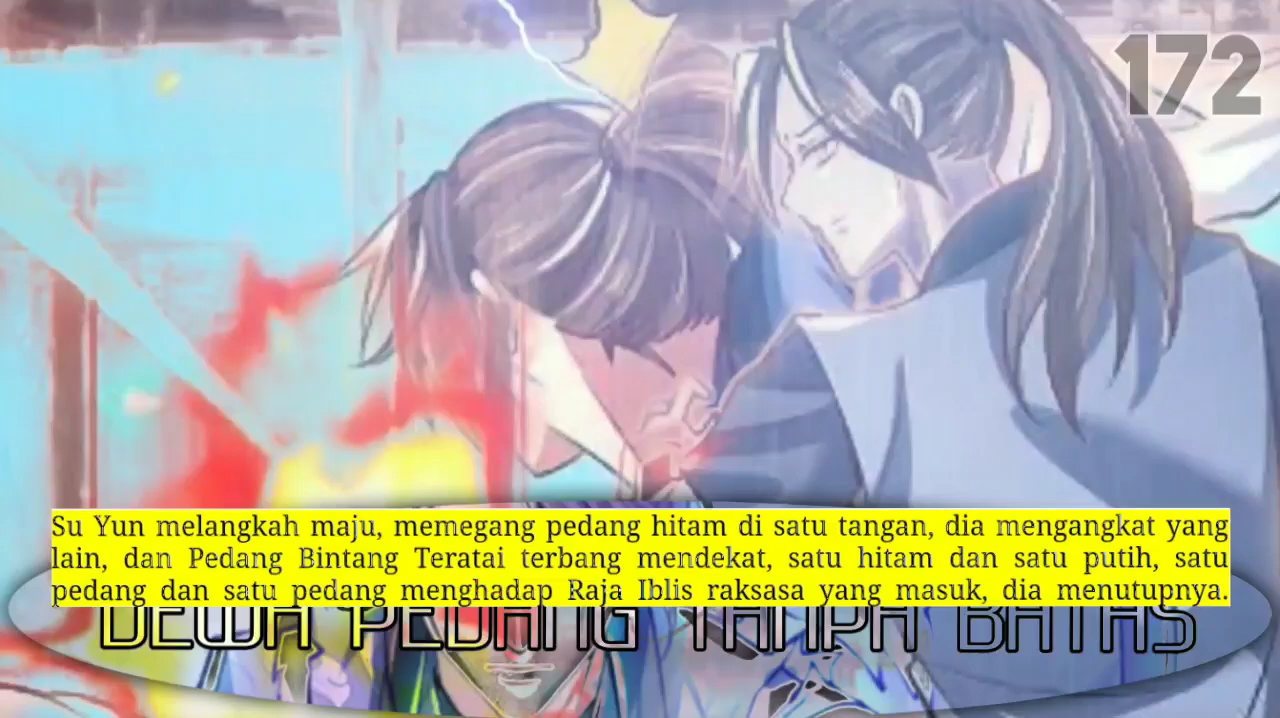 172
Su Yun melangkah maju, memegang pedang hitam di satu tangan, dia mengangkat yang
lain, dan Pedang Bintang Teratai terbang mendekat, satu hitam dan satu putih, satu
pedang dan satu pedang menghadap Raja Iblis raksasa yang masuk, dia menutupnya.
DEWA PEDANG TANPA BATAS